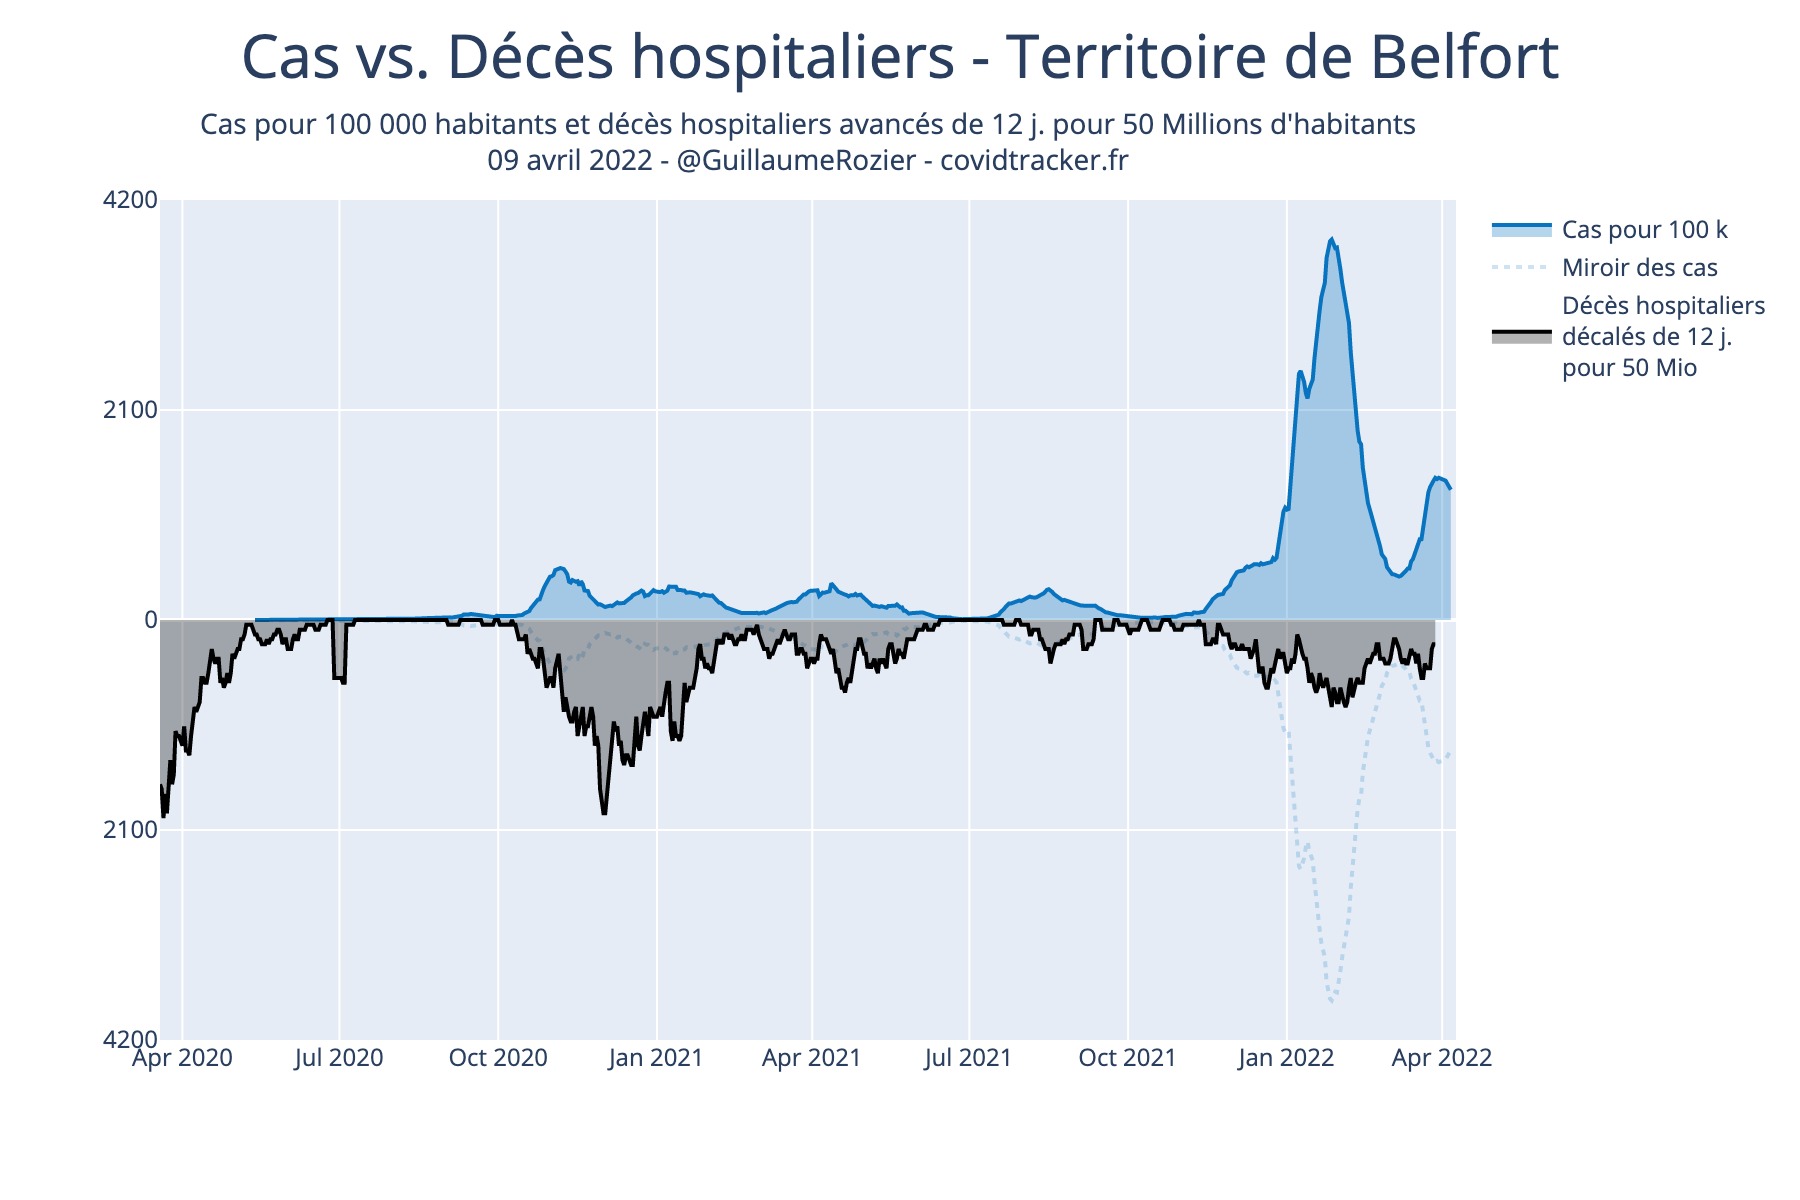 Cas vs. Décès hospitaliers - Territoire de Belfort
Cas pour 100 000 habitants et décès hospitaliers avancés de 12 j. pour 50 Millions d'habitants
09 avril 2022 - @GuillaumeRozier - covidtracker.fr
4200
2100
0
2100
4200
Apr 2020
Jul 2020
Oct 2020
Jan 2021
Apr 2021
Jul 2021
Oct 2021
Jan 2022
Apr 2022
Cas pour 100 k
Miroir des cas
Décès hospitaliers
décalés de 12 j.
pour 50 Mio